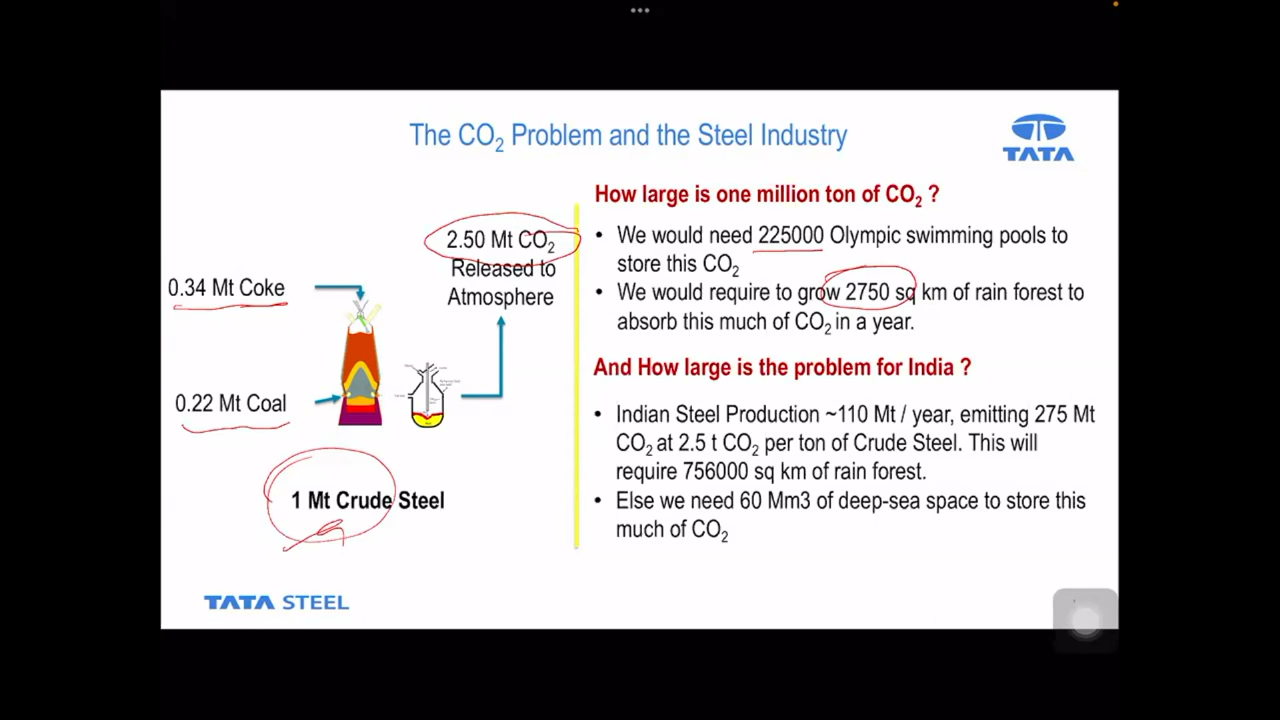 The CO₂ Problem and the Steel Industry
TATA
0.34 Mt Coke
0.22 Mt Coal
2.50 Mt CO₂
Released to
Atmosphere
1 Mt Crude Steel
TATA STEEL
How large is one million ton of CO₂ ?
• We would need 225000 Olympic swimming pools to
store this CO₂
• We would require to grow 2750 sq km of rain forest to
absorb this much of CO₂ in a year.
And How large is the problem for India ?
• Indian Steel Production ~110 Mt / year, emitting 275 Mt
CO₂ at 2.5 t CO₂ per ton of Crude Steel. This will
require 756000 sq km of rain forest.
• Else we need 60 Mm3 of deep-sea space to store this
much of CO₂